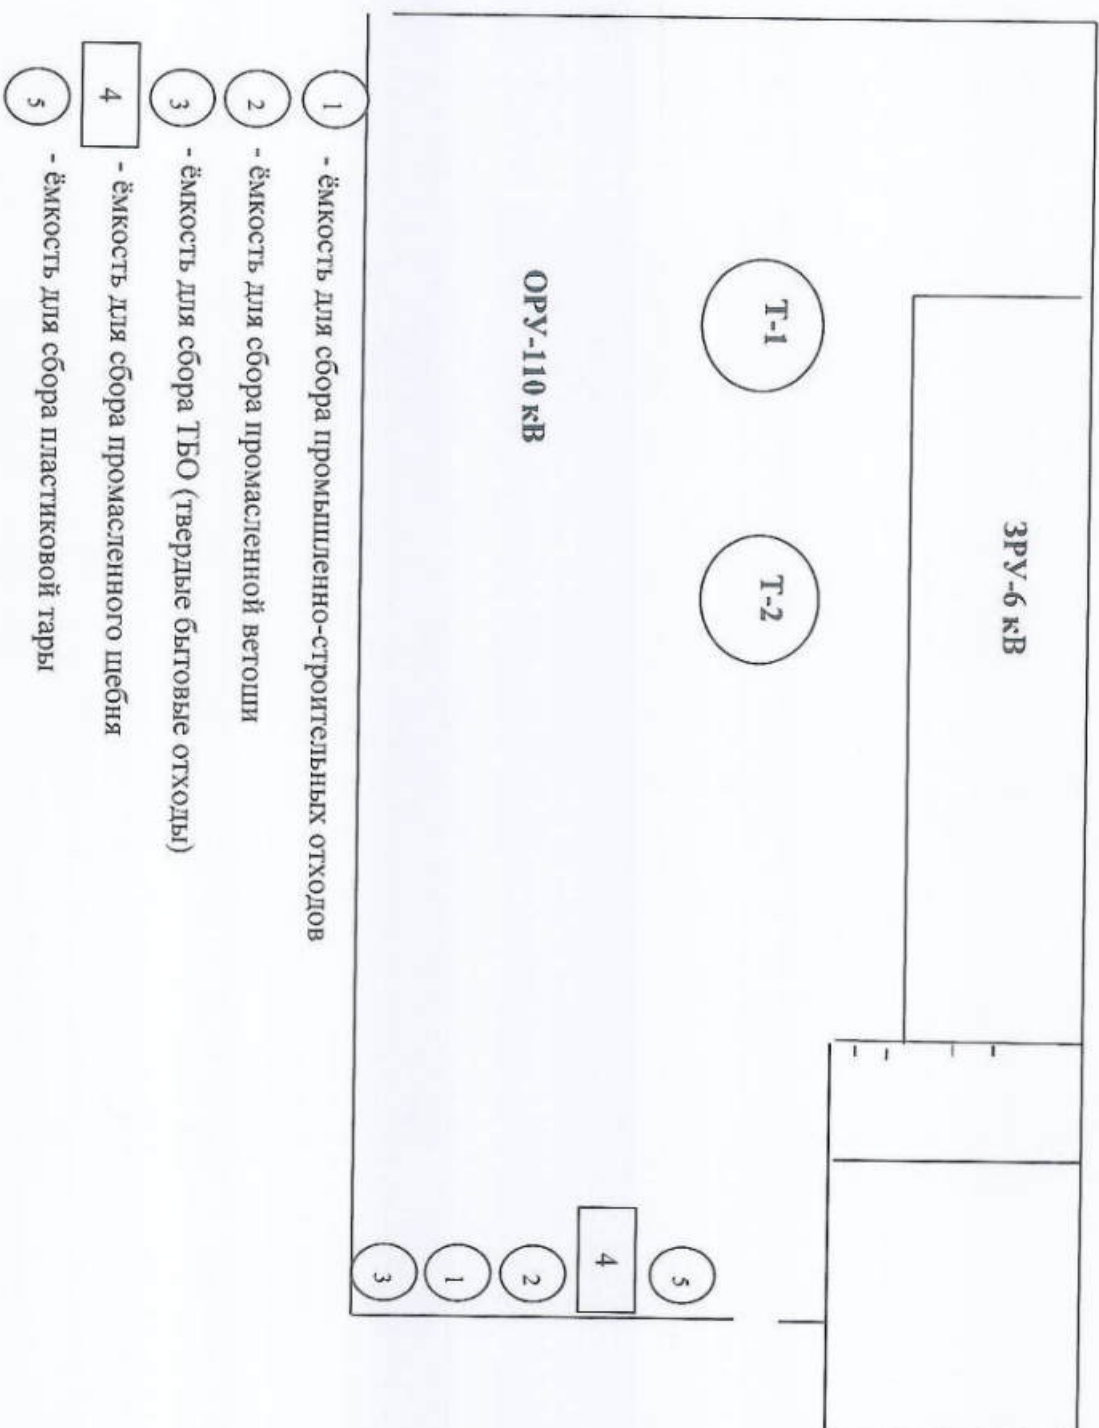 ЗРУ-6 кВ
Т-1
Т-2
ОРУ-110 кВ
5
4
2
1
3
1 - ёмкость для сбора промышленно-строительных отходов
2 - ёмкость для сбора промасленной ветоши
3 - ёмкость для сбора ТБО (твердые бытовые отходы)
4 - ёмкость для сбора промасленного щебня
5 - ёмкость для сбора пластиковой тары